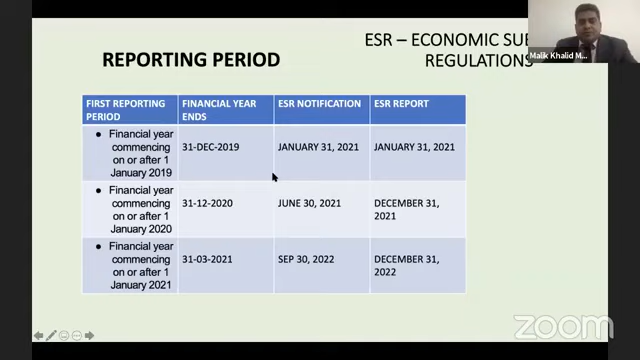 ESR – ECONOMIC SU
REGULATIONS
Malik Khalid M...
REPORTING PERIOD
FIRST REPORTING PERIOD
FINANCIAL YEAR ENDS
ESR NOTIFICATION
ESR REPORT
● Financial year
commencing
on or after 1
January 2019
31-DEC-2019
JANUARY 31, 2021
JANUARY 31, 2021
● Financial year
commencing
on or after 1
January 2020
31-12-2020
JUNE 30, 2021
DECEMBER 31,
2021
● Financial year
commencing
on or after 1
January 2021
31-03-2021
SEP 30, 2022
DECEMBER 31,
2022
zoom